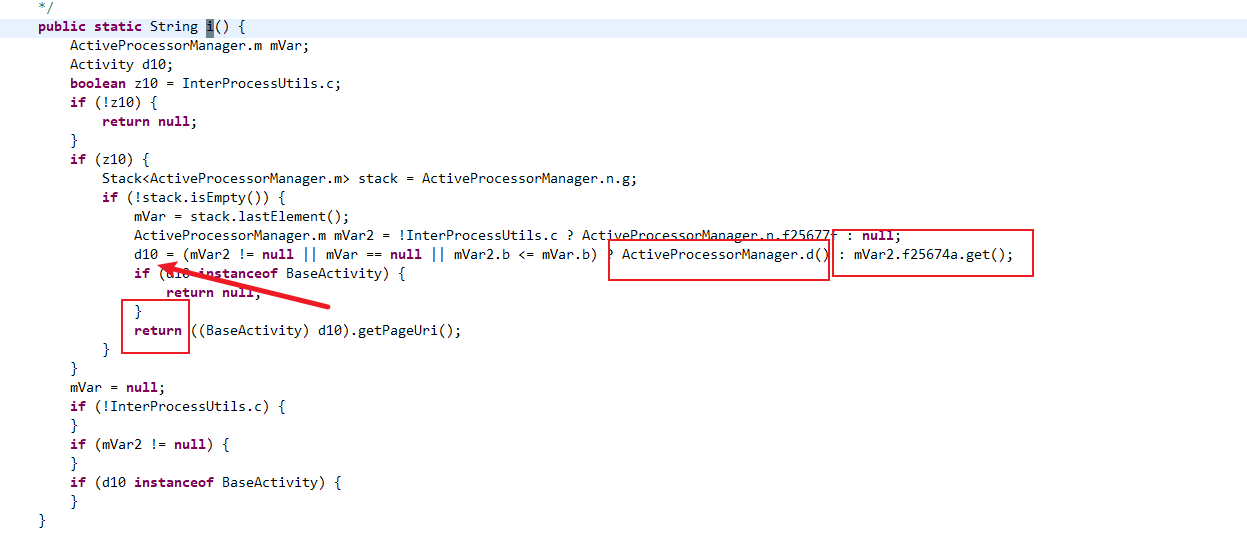 */
public static String i() {
ActiveProcessorManager.m mVar;
Activity d10;
boolean z10 = InterProcessUtils.c;
if (!z10) {
return null;
}
if (z10) {
Stack<ActiveProcessorManager.m> stack = ActiveProcessorManager.n.g;
if (!stack.isEmpty()) {
mVar = stack.lastElement();
ActiveProcessorManager.m mVar2 = !InterProcessUtils.c ? ActiveProcessorManager.n.f25677f : null;
d10 = (mVar2 != null || mVar == null || mVar2.b <= mVar.b) ? ActiveProcessorManager.d() : mVar2.f25674a.get();
if (d10 instanceof BaseActivity) {
return null;
}
return ((BaseActivity) d10).getPageUri();
}
}
mVar = null;
if (!InterProcessUtils.c) {
}
if (mVar2 != null) {
}
if (d10 instanceof BaseActivity) {
}
}